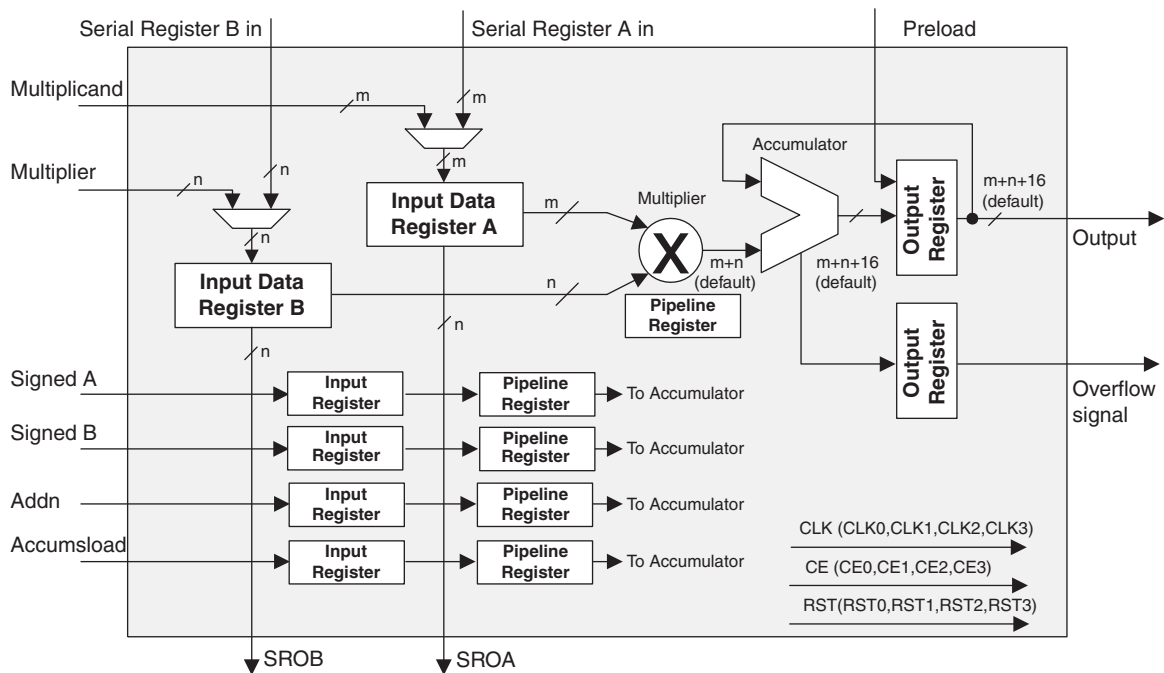 Serial Register B in
Serial Register A in
Preload
Multiplicand
m
m
Multiplier
n
n
m
n
Accumulator
Input Data
Register A
m
Multiplier
X
m+n
(default)
m+n+16
(default)
Output
Register
m+n+16
(default)
Output
Input Data
Register B
n
n
n
Pipeline
Register
Output
Register
Overflow
signal
Signed A
Input
Register
Pipeline
Register
To Accumulator
Signed B
Input
Register
Pipeline
Register
To Accumulator
Addn
Input
Register
Pipeline
Register
To Accumulator
Accumsload
Input
Register
Pipeline
Register
To Accumulator
CLK (CLK0,CLK1,CLK2,CLK3)
CE (CE0,CE1,CE2,CE3)
RST(RST0,RST1,RST2,RST3)
SROB
SROA